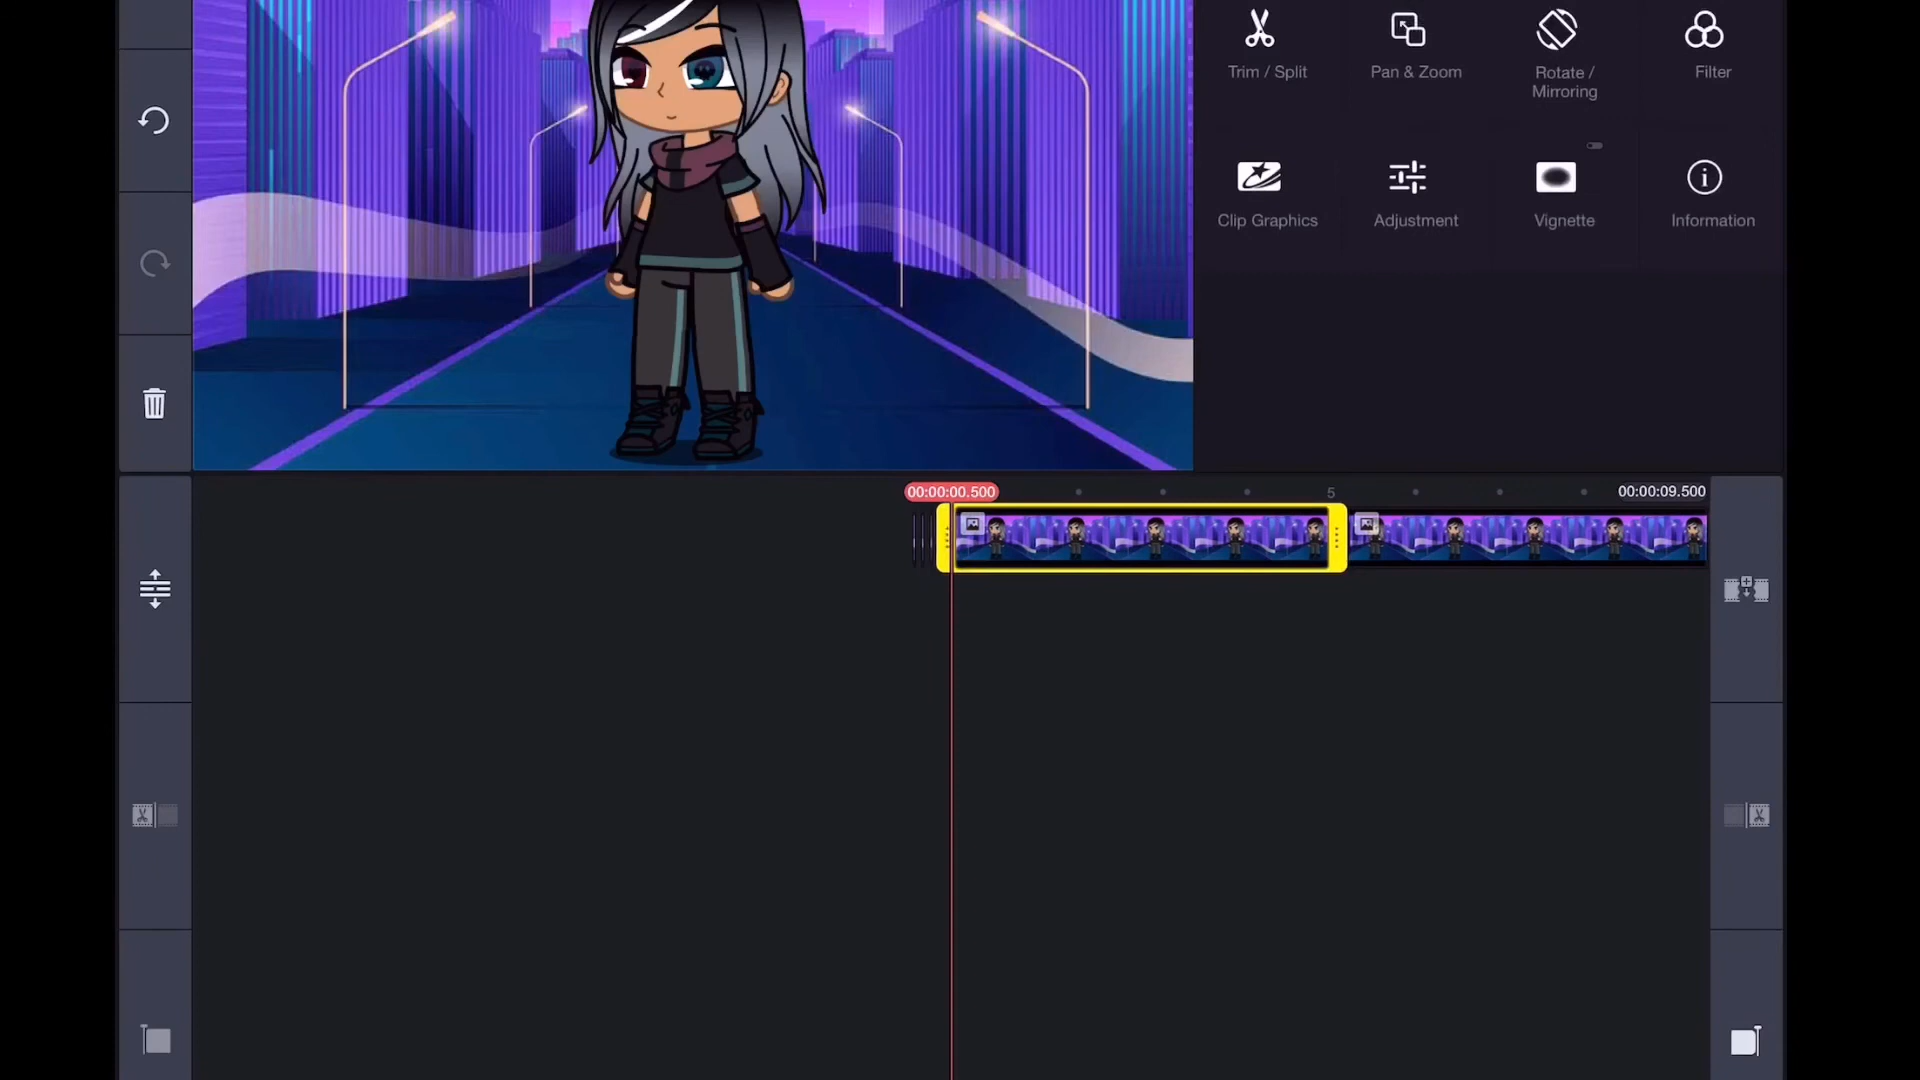 Trim / Split
Pan & Zoom
Rotate /
Mirroring
Filter
Clip Graphics
Adjustment
Vignette
Information
00:00:00.500
5
00:00:09.500